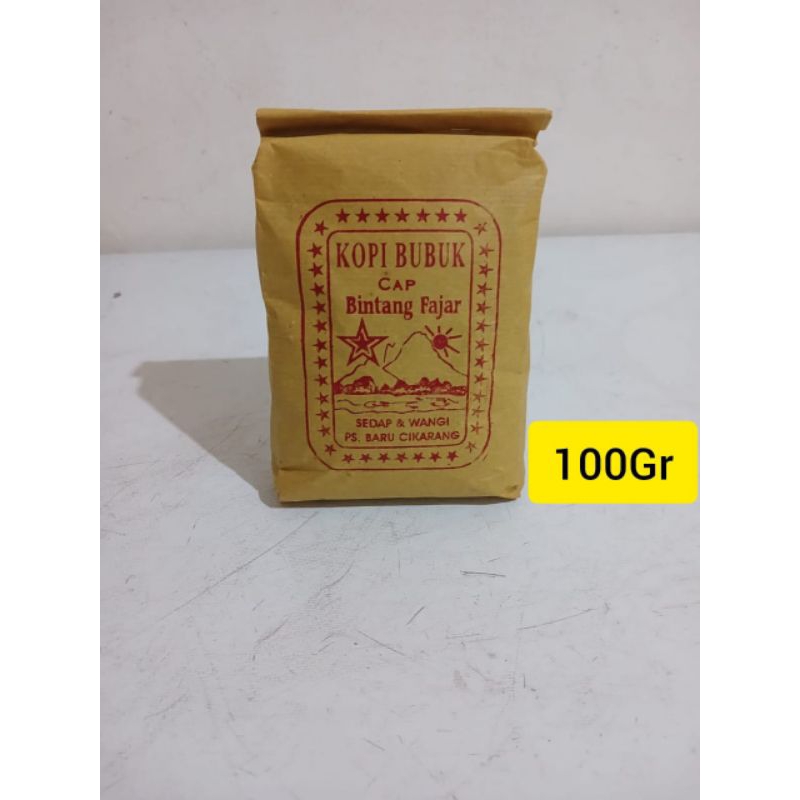 KOPI BUBUK
CAP
Bintang Fajar
SEDAP & WANGI
PS. BARU CIKARANG
100Gr